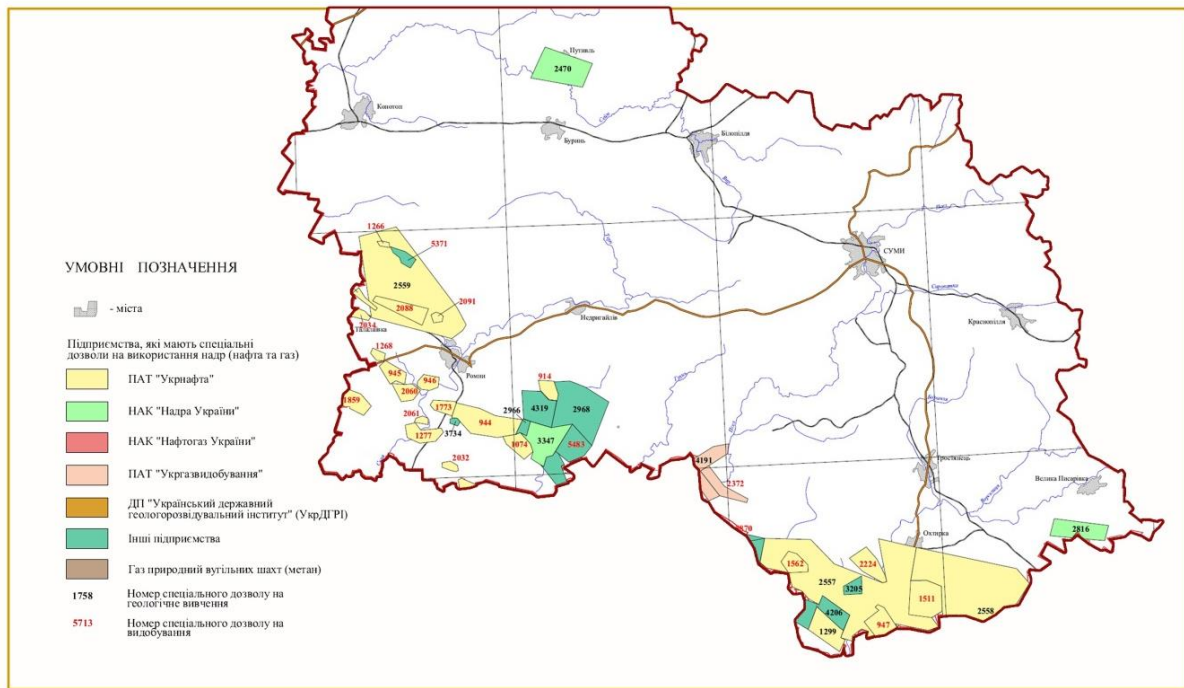 Путивль
2470
Конотоп
Сейм
Буринь
Білопілля
Вир
1266
5371
УМОВНІ ПОЗНАЧЕННЯ
2559
СУМИ
- міста
2091
2088
2034
Недригайлів
Краснопілля
Талалаївка
Підприємства, які мають спеціальні
дозволи на використання надр (нафта та газ)
1268
Ромни
ПАТ "Укрнафта"
945
946
914
2060
1859
2966
4319
2968
НАК "Надра України"
1773
2061
944
3734
1277
3347
5483
НАК "Нафтогаз України"
1074
4191
2032
Тростянець
ПАТ "Укргазвидобування"
2372
Велика Писарівка
ДП "Український державний
геологорозвідувальний інститут" (УкрДГРІ)
2816
Охтирка
Інші підприємства
1562
2224
Газ природний вугільних шахт (метан)
2557
3205
1511
1758
Номер спеціального дозволу на
геологічне вивчення
4206
2558
5713
Номер спеціального дозволу на
видобування
1299
947